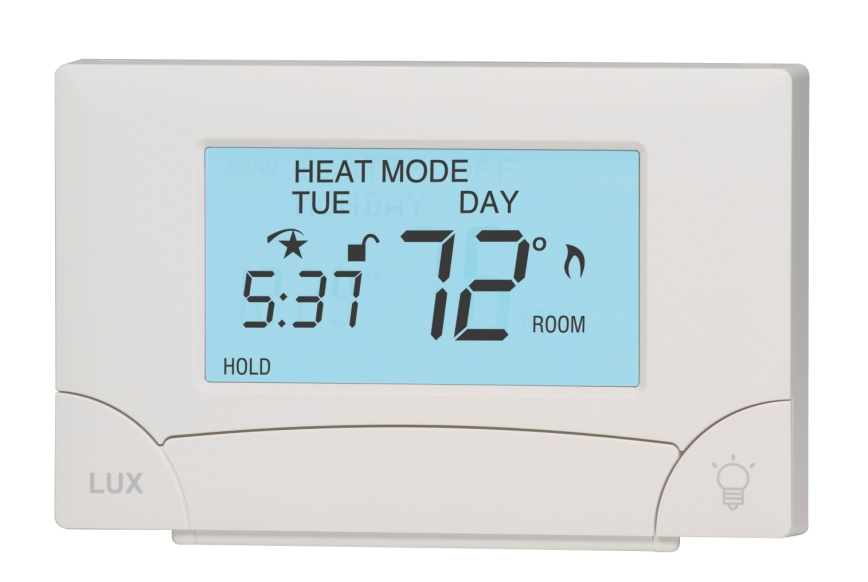 HEAT MODE
TUE DAY
5:37 72°
ROOM
HOLD
LUX